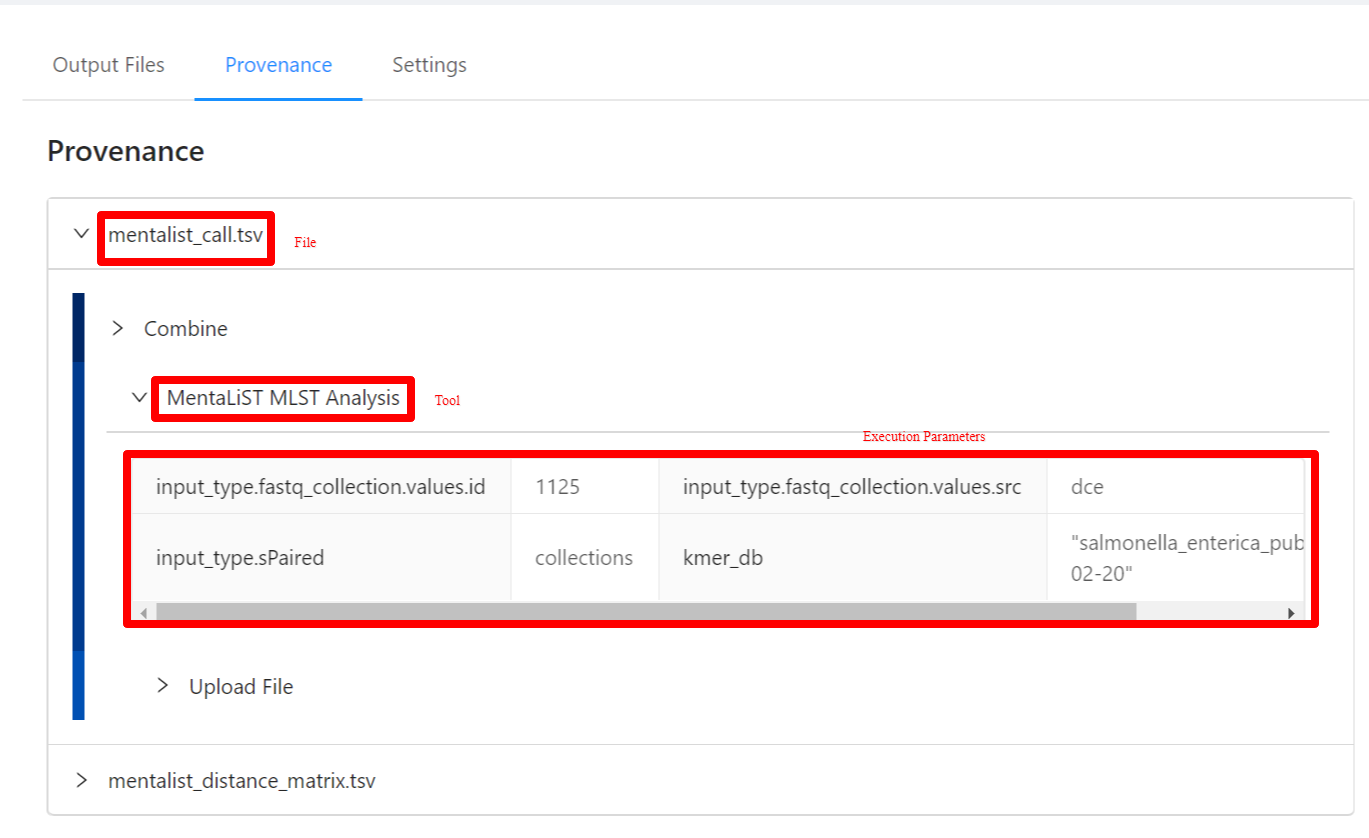 Output Files Provenance Settings
Provenance
mentalist_call.tsv File
Combine
MentaLiST MLST Analysis Tool
Execution Parameters
input_type.fastq_collection.values.id 1125 input_type.fastq_collection.values.src dce
input_type.sPaired collections kmer_db "salmonella_enterica_pub
02-20"
Upload File
mentalist_distance_matrix.tsv